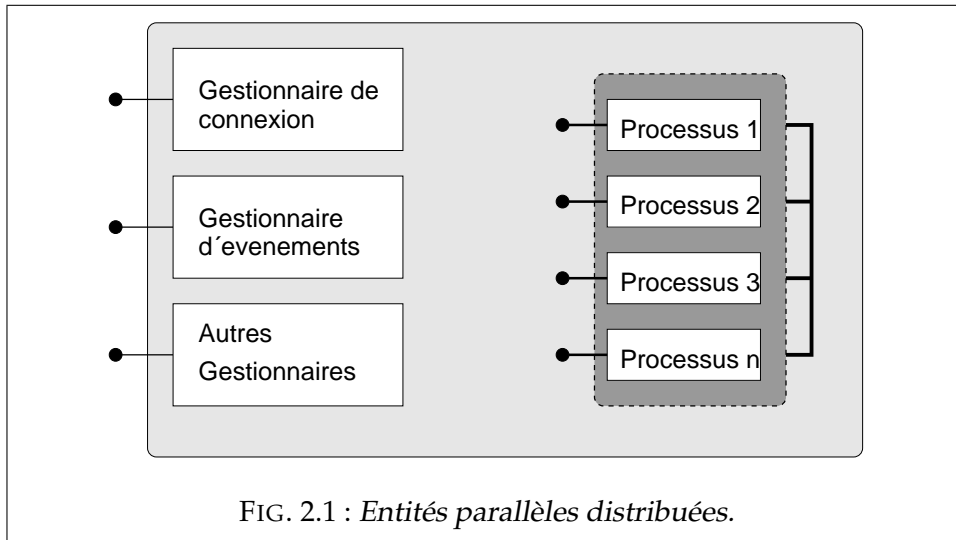 Gestionnaire de
connexion
Gestionnaire
d´evenements
Autres
Gestionnaires
Processus 1
Processus 2
Processus 3
Processus n
FIG. 2.1 : Entités parallèles distribuées.